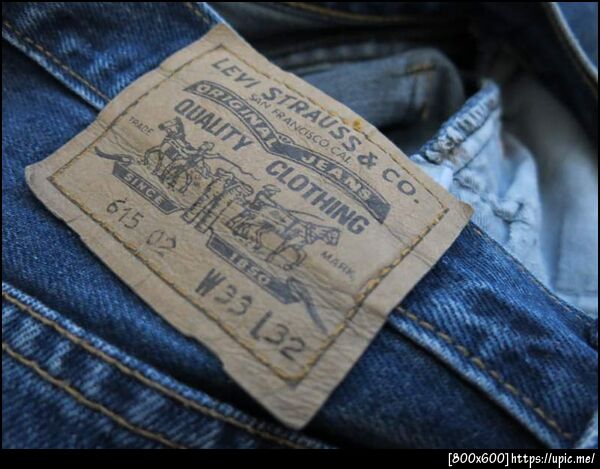 LEVI STRAUSS & CO.
SAN FRANCISCO CAL.
ORIGINAL JEANS
QUALITY CLOTHING
TRADE MARK
SINCE 1850
615 02
W33 L32
[800x600]https://upic.me/